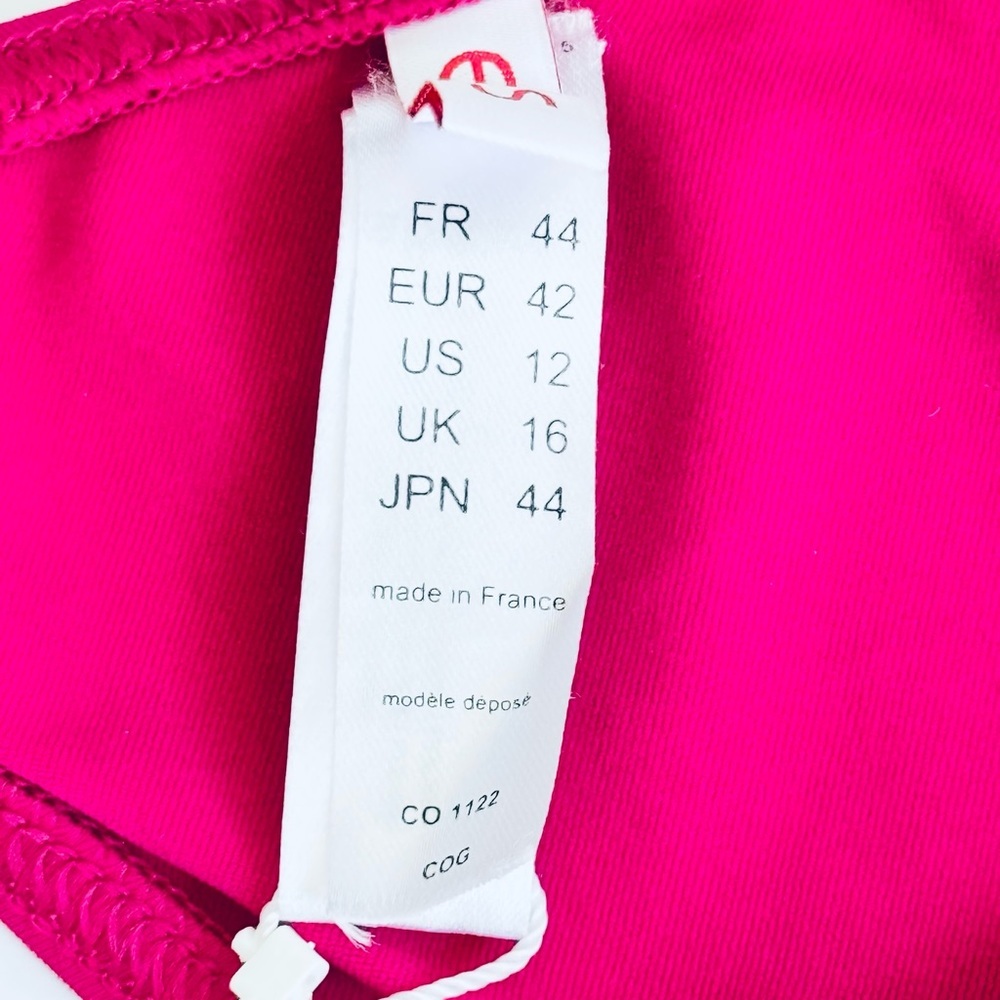 FR 44
EUR 42
US 12
UK 16
JPN 44
made in France
modèle déposé
CO 1122
COG